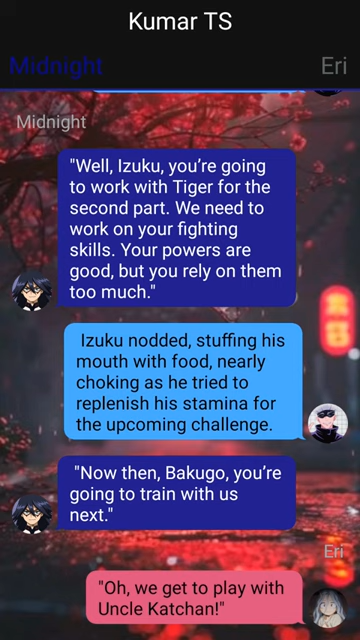 Kumar TS
Midnight
Eri
Midnight
"Well, Izuku, you’re going
to work with Tiger for the
second part. We need to
work on your fighting
skills. Your powers are
good, but you rely on them
too much."
Izuku nodded, stuffing his
mouth with food, nearly
choking as he tried to
replenish his stamina for
the upcoming challenge.
"Now then, Bakugo, you’re
going to train with us
next."
Eri
"Oh, we get to play with
Uncle Katchan!"